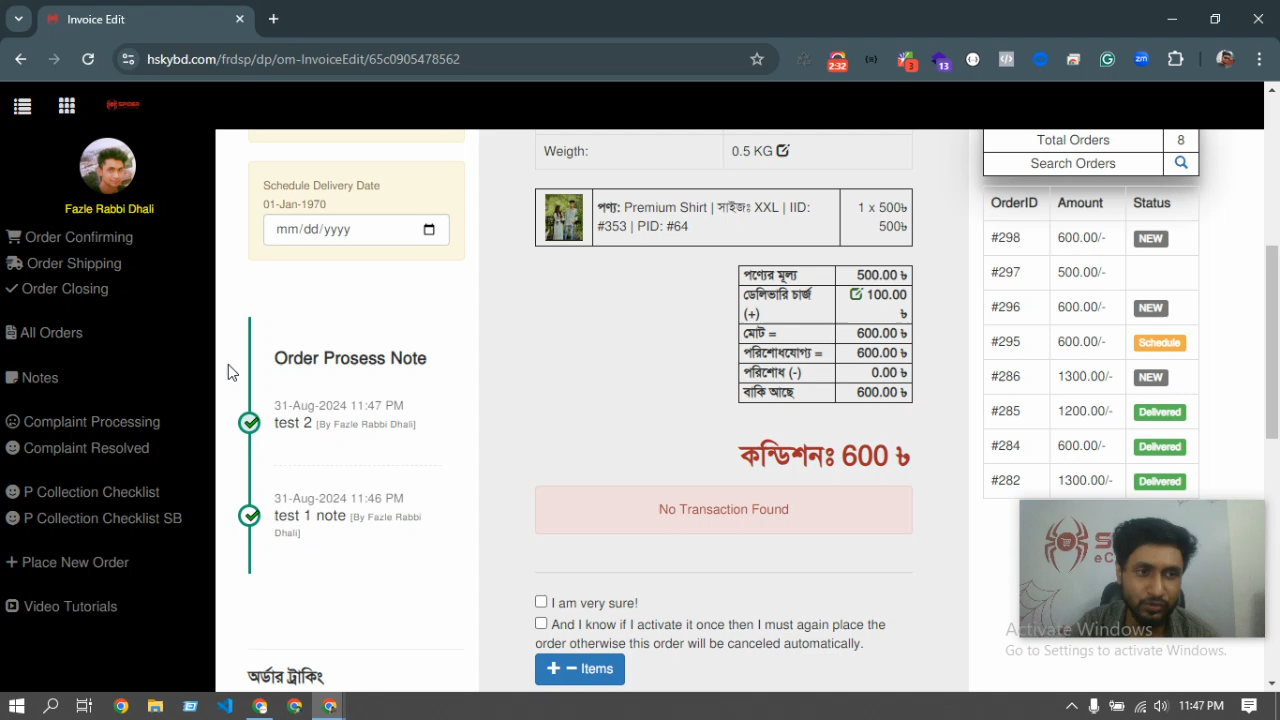 Invoice Edit
hskybd.com/frdsp/dp/om-InvoiceEdit/65c0905478562
2:32
3
13
zm
SPIDER
Fazle Rabbi Dhali
Order Confirming
Order Shipping
Order Closing
All Orders
Notes
Complaint Processing
Complaint Resolved
P Collection Checklist
P Collection Checklist SB
Place New Order
Video Tutorials
Schedule Delivery Date
01-Jan-1970
mm/dd/yyyy
Order Prosess Note
31-Aug-2024 11:47 PM
test 2 [By Fazle Rabbi Dhali]
31-Aug-2024 11:46 PM
test 1 note [By Fazle Rabbi
Dhali]
অর্ডার ট্রাকিং
Weigth: 0.5 KG
পণ্য: Premium Shirt | সাইজঃ XXL | IID: 1 x 500৳
#353 | PID: #64 500৳
পণ্যের মূল্য 500.00 ৳
ডেলিভারি চার্জ 100.00
(+) ৳
মোট = 600.00 ৳
পরিশোধযোগ্য = 600.00 ৳
পরিশোধ (-) 0.00 ৳
বাকি আছে 600.00 ৳
কন্ডিশনঃ 600 ৳
No Transaction Found
I am very sure!
And I know if I activate it once then I must again place the
order otherwise this order will be canceled automatically.
Items
Total Orders 8
Search Orders
OrderID Amount Status
#298 600.00/- NEW
#297 500.00/-
#296 600.00/- NEW
#295 600.00/- Schedule
#286 1300.00/- NEW
#285 1200.00/- Delivered
#284 600.00/- Delivered
#282 1300.00/- Delivered
Activate Windows
Go to Settings to activate Windows.
11:47 PM